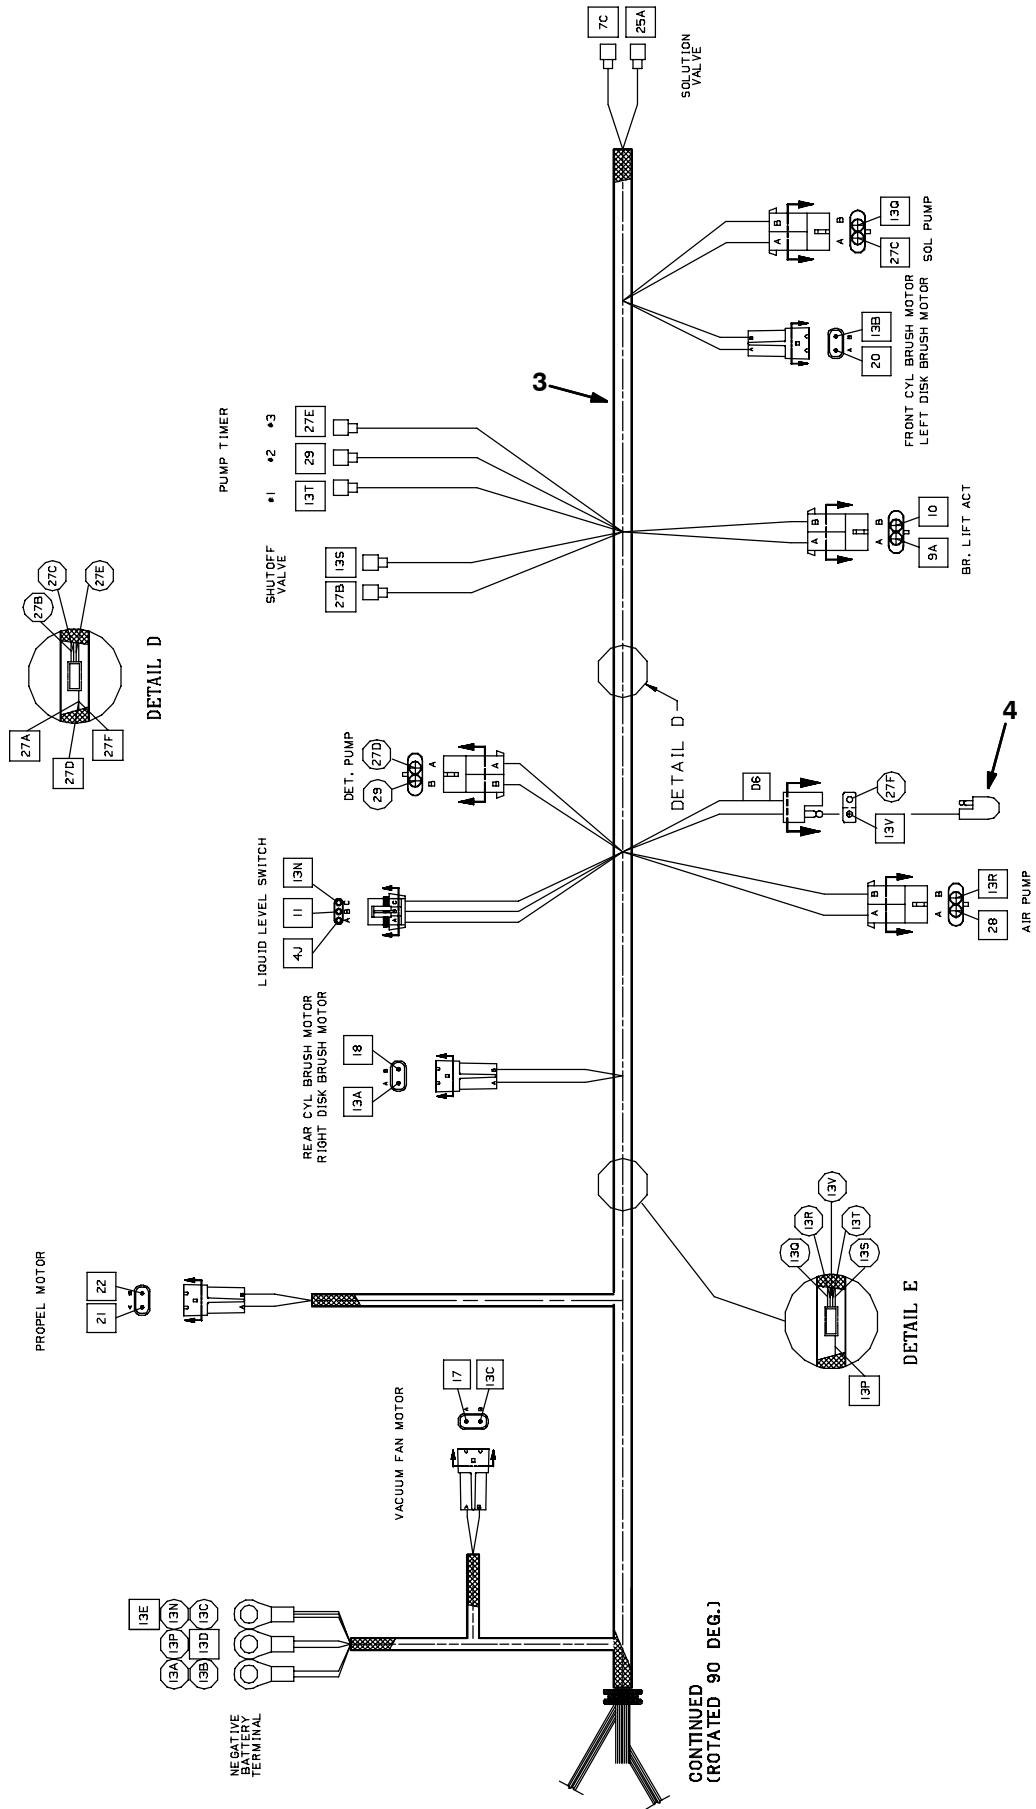 7C
25A
SOLUTION
VALVE
B
A
B
A
13Q
27C
SOL PUMP
B
A
B
A
13B
20
FRONT CYL BRUSH MOTOR
LEFT DISK BRUSH MOTOR
3
PUMP TIMER
#1 #2 #3
13T
29
27E
SHUTOFF
VALVE
13S
27B
B
A
B
A
10
9A
BR. LIFT ACT
27B
27C
27E
27A
27D
27F
DETAIL D
DETAIL D
DET. PUMP
27D
29
A
B
A
B
D6
27F
13V
4
LIQUID LEVEL SWITCH
13N
11
4J
A B C
A B C
B
A
B
A
13R
28
AIR PUMP
REAR CYL BRUSH MOTOR
RIGHT DISK BRUSH MOTOR
18
13A
B
A
B
A
13Q
13R
13V
13T
13S
13P
DETAIL E
PROPEL MOTOR
22
21
B
A
B
A
VACUUM FAN MOTOR
17
13C
A
B
A
B
13E
13N
13C
13P
13D
13A
13B
NEGATIVE
BATTERY
TERMINAL
CONTINUED
(ROTATED 90 DEG.)